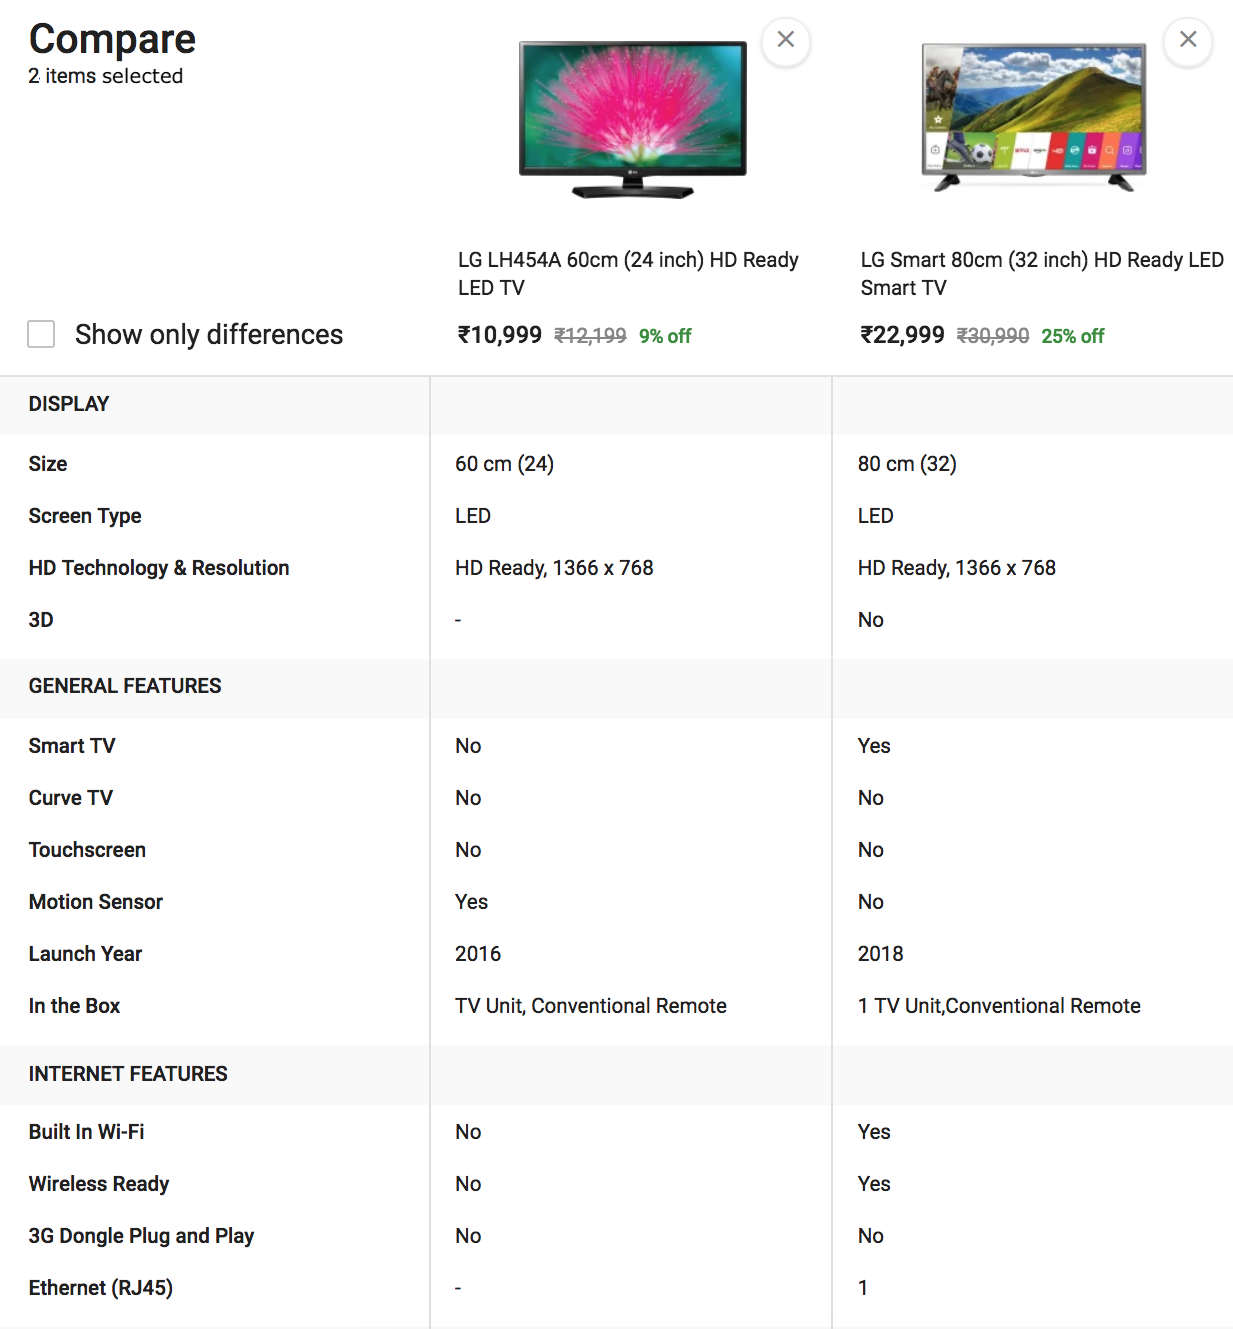 Compare
2 items selected
LG LH454A 60cm (24 inch) HD Ready
LED TV
₹10,999 ₹12,199 9% off
LG Smart 80cm (32 inch) HD Ready LED
Smart TV
₹22,999 ₹30,990 25% off
Show only differences
DISPLAY
Size 60 cm (24) 80 cm (32)
Screen Type LED LED
HD Technology & Resolution HD Ready, 1366 x 768 HD Ready, 1366 x 768
3D - No
GENERAL FEATURES
Smart TV No Yes
Curve TV No No
Touchscreen No No
Motion Sensor Yes No
Launch Year 2016 2018
In the Box TV Unit, Conventional Remote 1 TV Unit,Conventional Remote
INTERNET FEATURES
Built In Wi-Fi No Yes
Wireless Ready No Yes
3G Dongle Plug and Play No No
Ethernet (RJ45) - 1